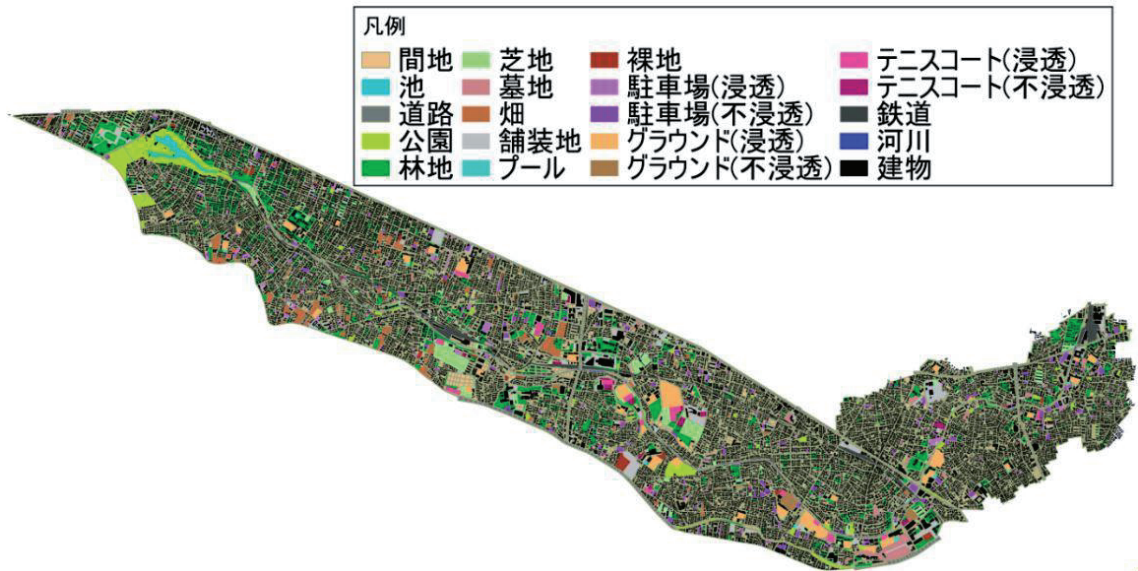 凡例
間地 芝地 裸地 テニスコート(浸透)
池 墓地 駐車場(浸透) テニスコート(不浸透)
道路 畑 駐車場(不浸透) 鉄道
公園 舗装地 グラウンド(浸透) 河川
林地 プール グラウンド(不浸透) 建物